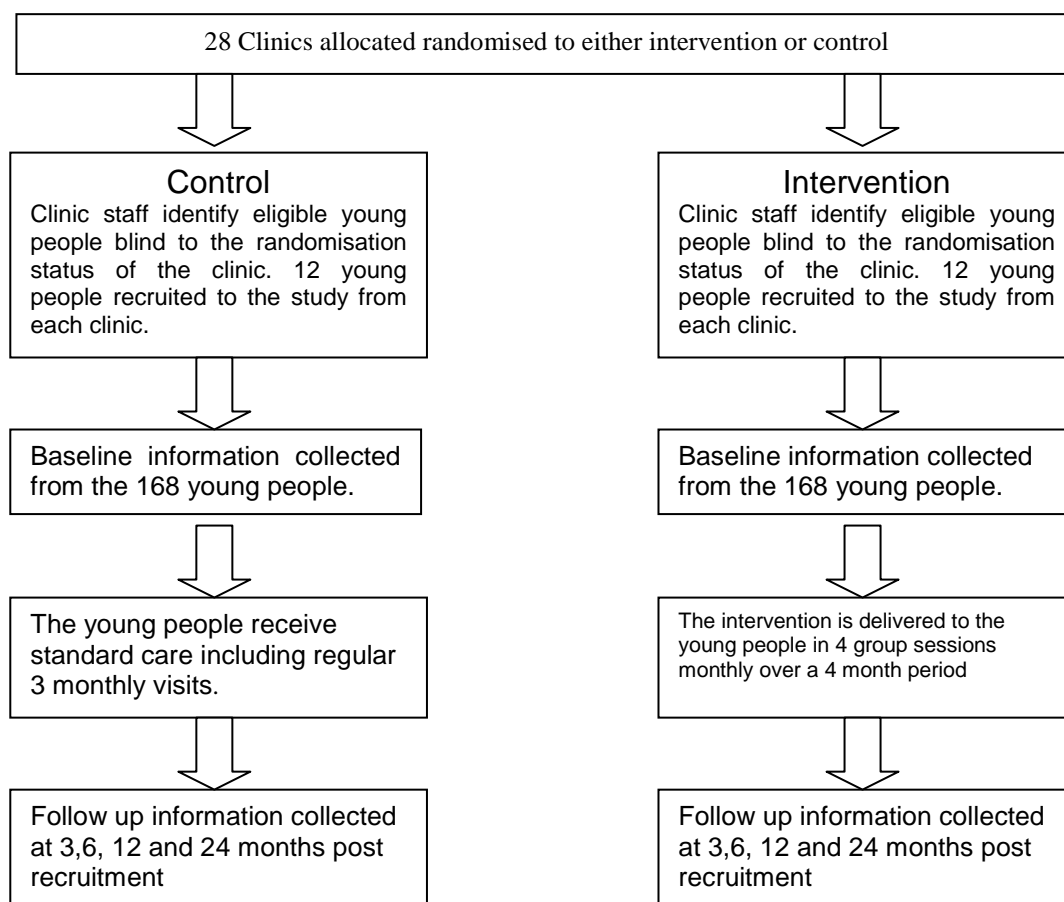 28 Clinics allocated randomised to either intervention or control
Control
Clinic staff identify eligible young
people blind to the randomisation
status of the clinic. 12 young
people recruited to the study from
each clinic.
Intervention
Clinic staff identify eligible young
people blind to the randomisation
status of the clinic. 12 young
people recruited to the study from
each clinic.
Baseline information collected
from the 168 young people.
Baseline information collected
from the 168 young people.
The young people receive
standard care including regular
3 monthly visits.
The intervention is delivered to the
young people in 4 group sessions
monthly over a 4 month period
Follow up information collected
at 3,6, 12 and 24 months post
recruitment
Follow up information collected
at 3,6, 12 and 24 months post
recruitment